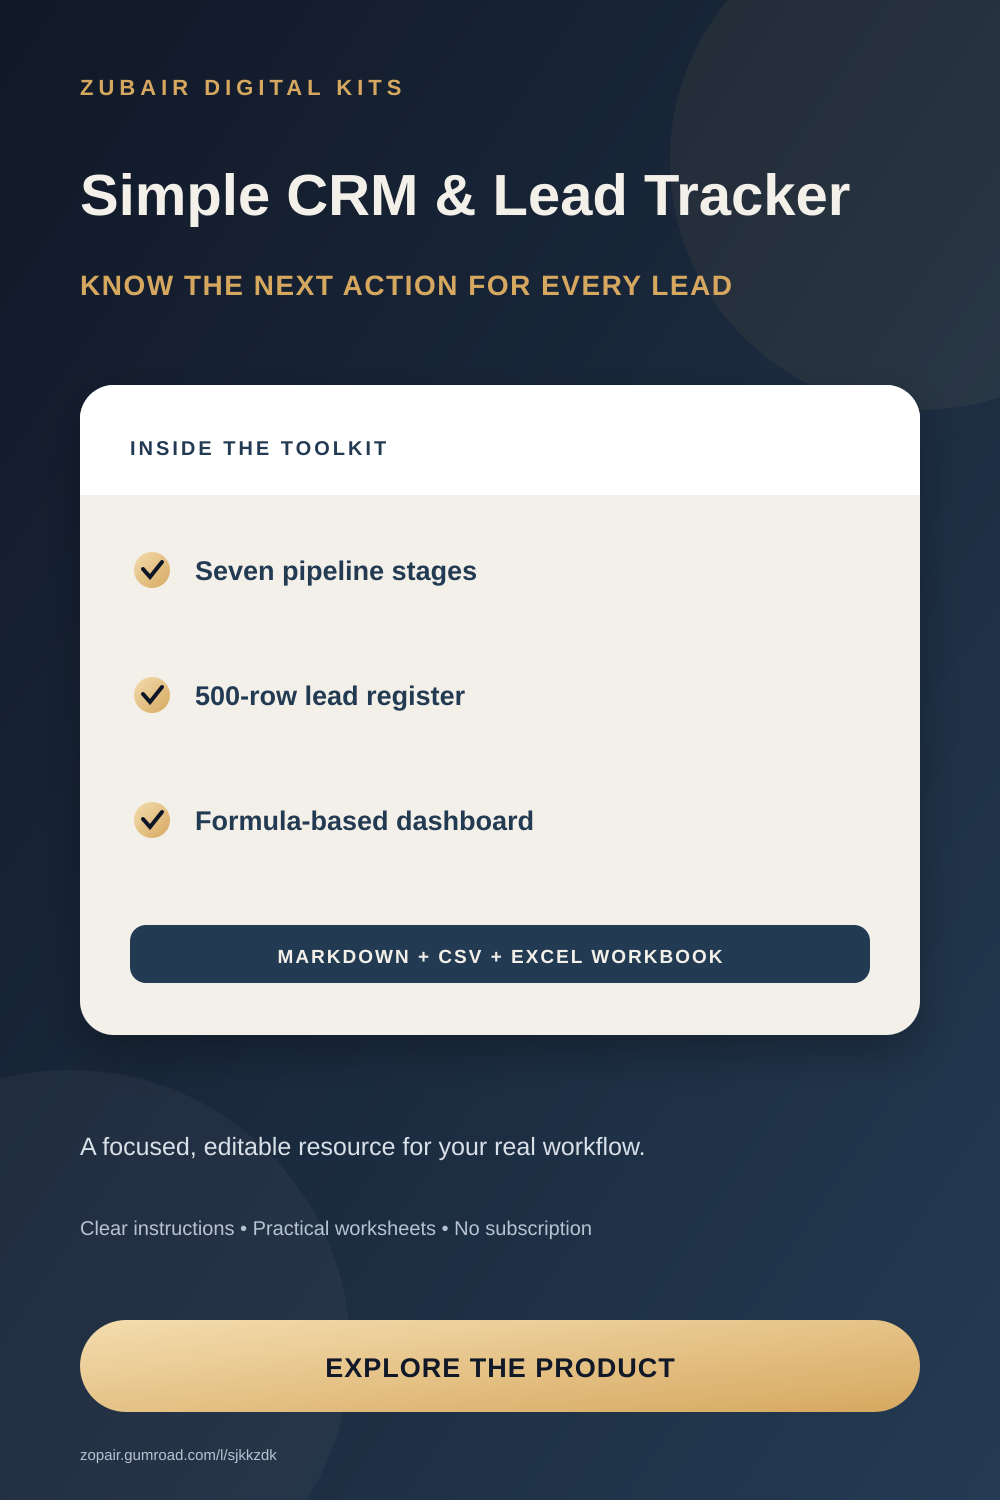 ZUBAIR DIGITAL KITS
Simple CRM & Lead Tracker
KNOW THE NEXT ACTION FOR EVERY LEAD
INSIDE THE TOOLKIT
Seven pipeline stages
500-row lead register
Formula-based dashboard
MARKDOWN + CSV + EXCEL WORKBOOK
A focused, editable resource for your real workflow.
Clear instructions • Practical worksheets • No subscription
EXPLORE THE PRODUCT
zopair.gumroad.com/l/sjkkzdk